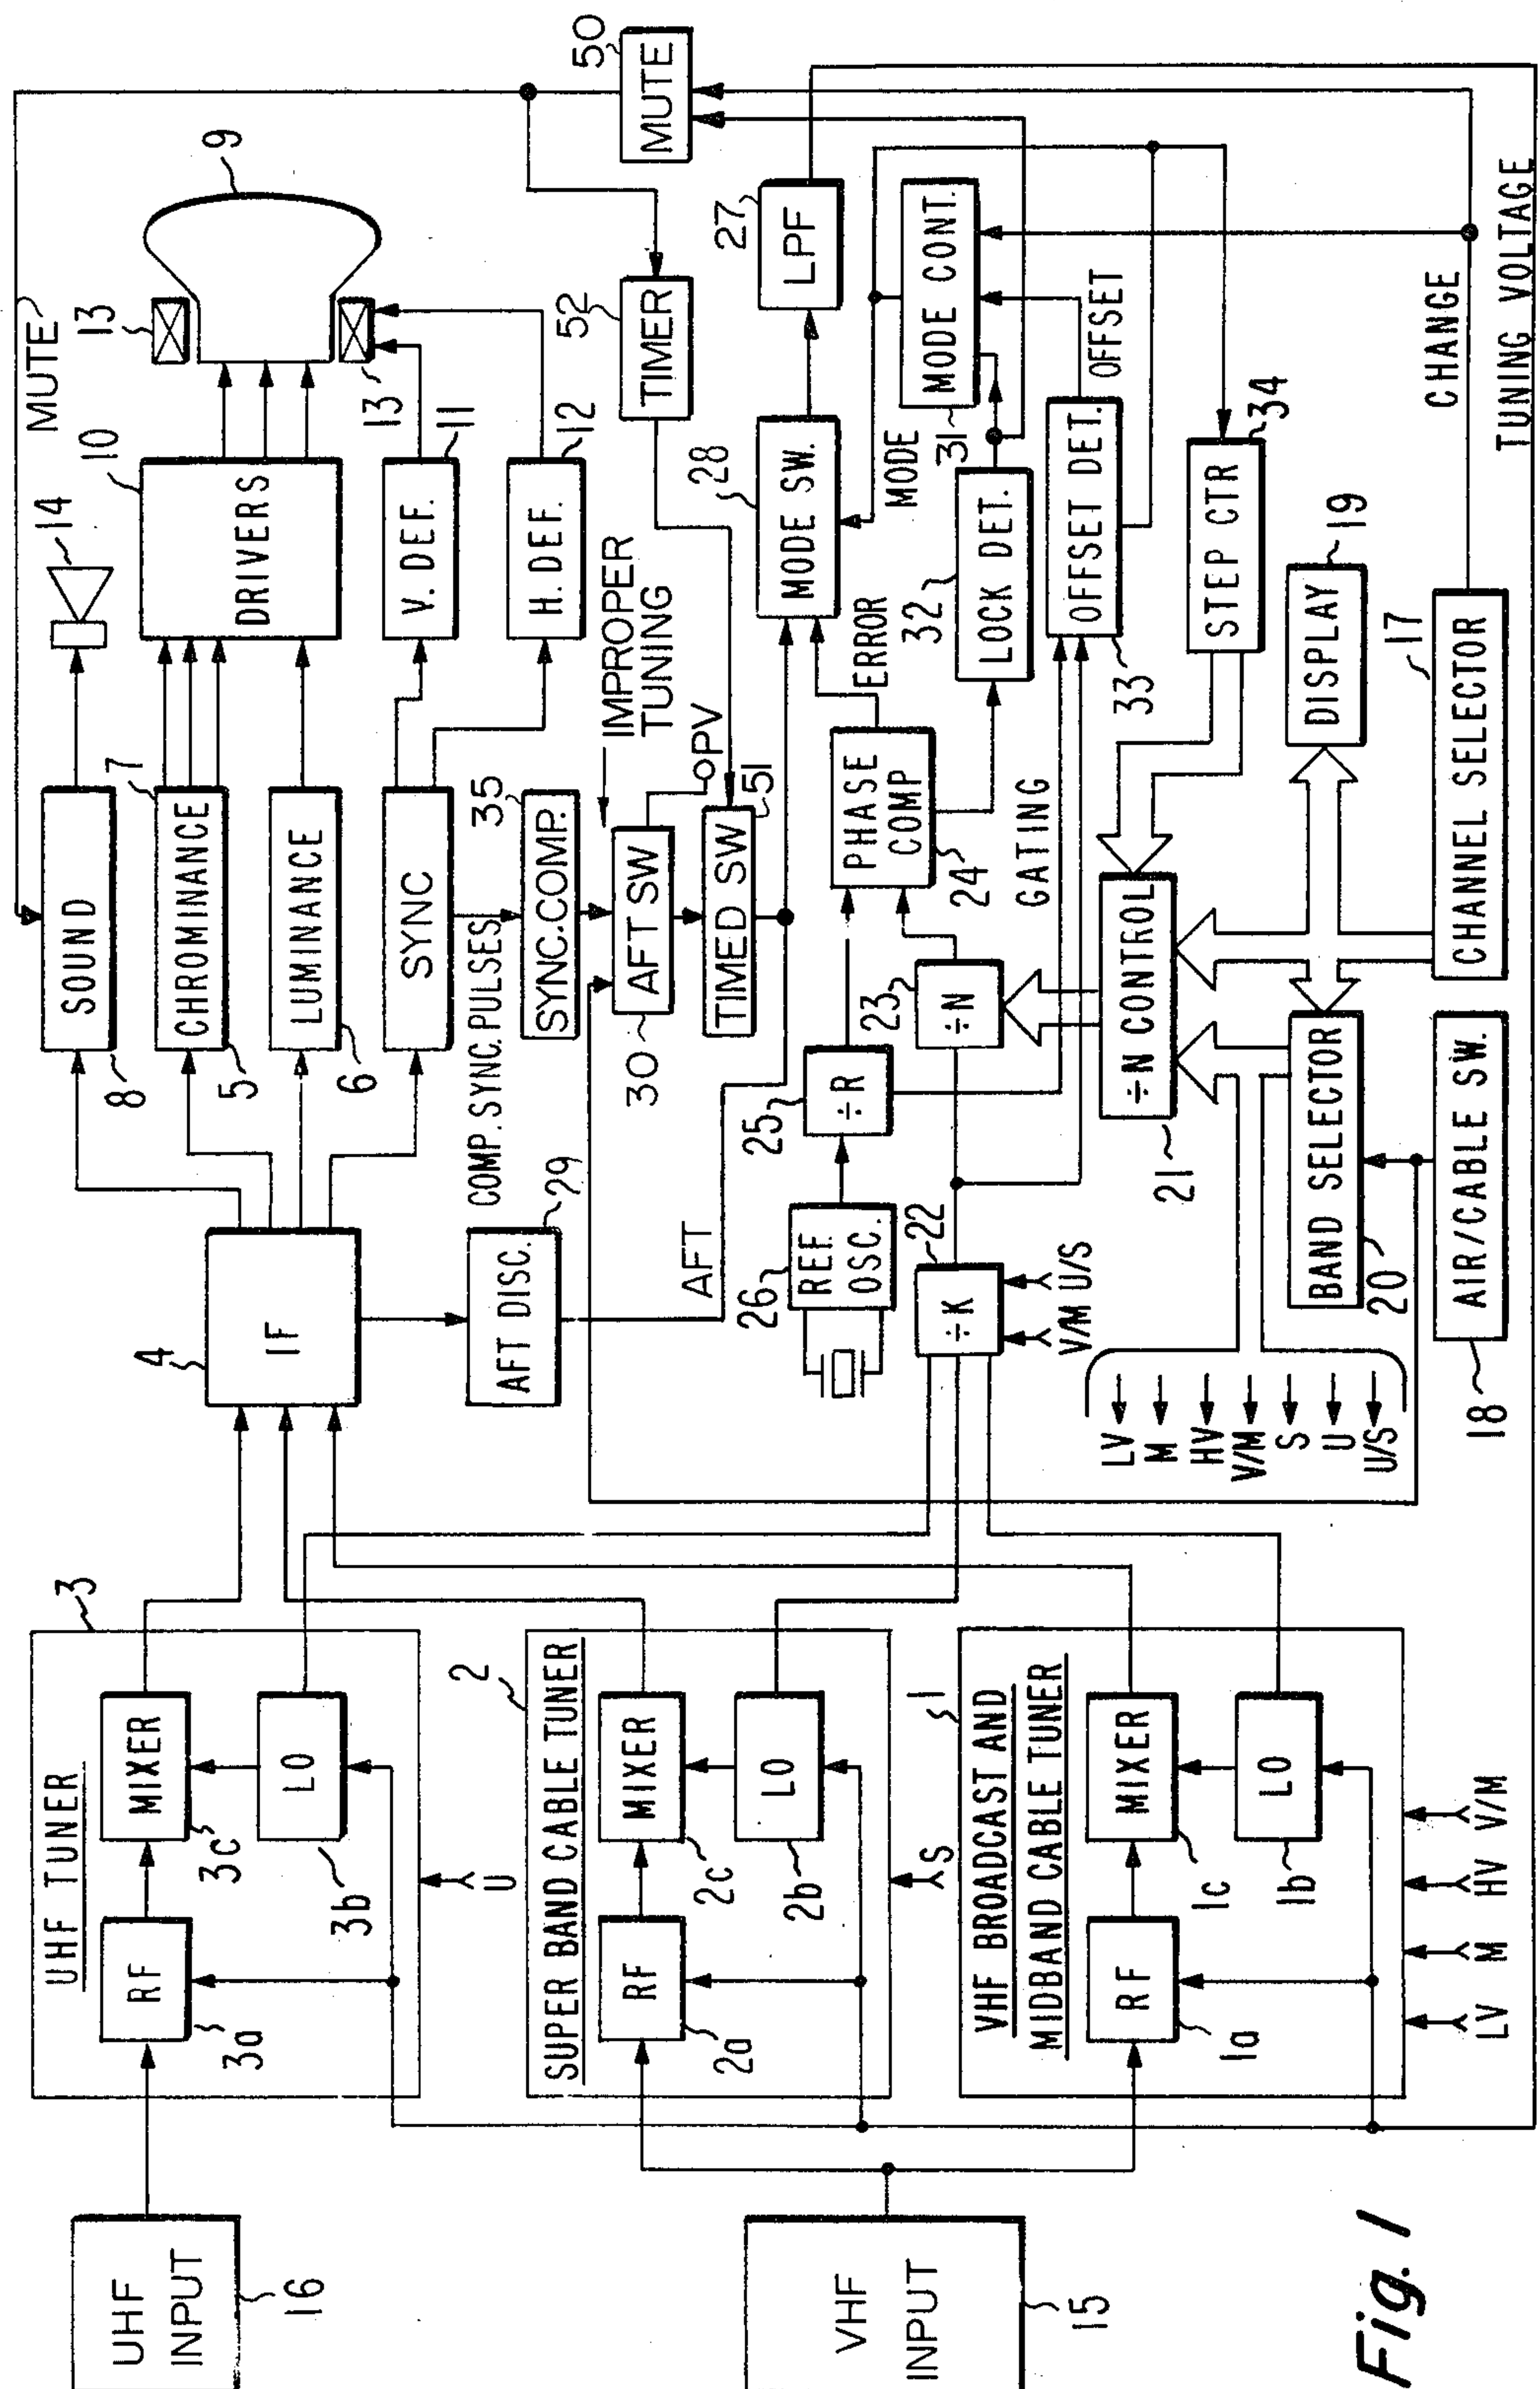 UHF
INPUT
16
VHF
INPUT
15
UHF TUNER
3
RF
3a
MIXER
3c
LO
3b
U
SUPER BAND CABLE TUNER
2
RF
2a
MIXER
2c
LO
2b
S
VHF BROADCAST AND
MIDBAND CABLE TUNER
1
RF
1a
MIXER
1c
LO
1b
LV
M
HV
V/M
4
IF
AFT DISC.
29
AFT
SOUND
8
CHROMINANCE
5
7
LUMINANCE
6
SYNC
COMP. SYNC. PULSES
SYNC. COMP.
35
AFT SW
30
IMPROPER
TUNING
PV
TIMED SW
51
MUTE
14
DRIVERS
10
V. DEF.
11
H. DEF.
12
13
13
9
TIMER
52
MUTE
50
REF.
OSC.
26
÷R
25
÷K
22
V/M
U/S
÷N
23
PHASE
COMP
24
ERROR
MODE SW.
28
LPF
27
MODE
MODE CONT.
31
LOCK DET.
32
GATING
OFFSET DET.
33
OFFSET
STEP CTR
34
÷N CONTROL
21
LV
M
HV
V/M
S
U
U/S
BAND SELECTOR
20
DISPLAY
19
AIR/CABLE SW.
18
CHANNEL SELECTOR
17
CHANGE
TUNING VOLTAGE
Fig. 1